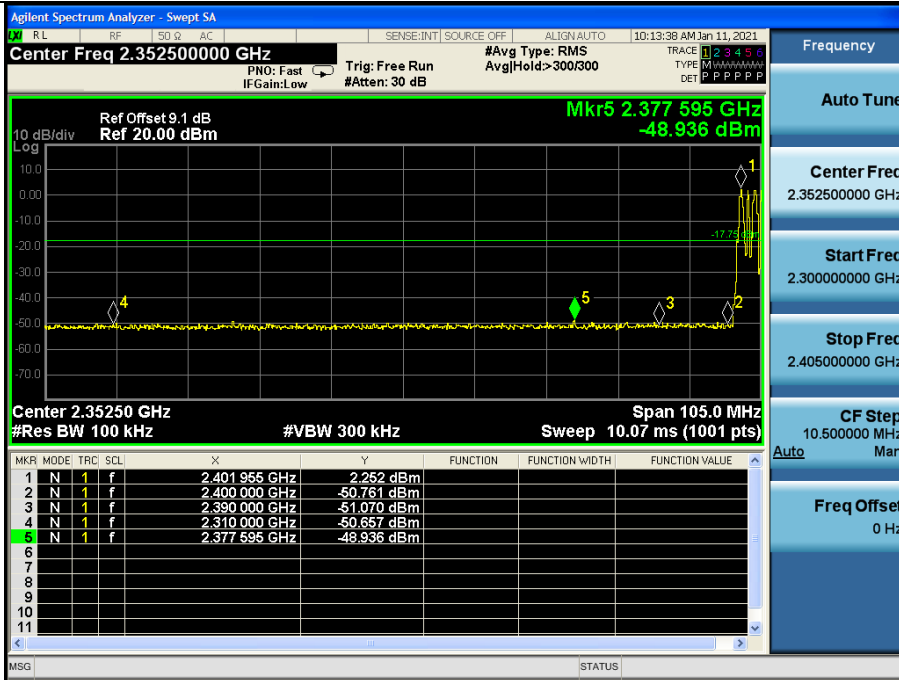 Agilent Spectrum Analyzer - Swept SA
LXI RL RF 50 Ω AC SENSE:INT SOURCE OFF ALIGN AUTO 10:13:38 AM Jan 11, 2021
Center Freq 2.352500000 GHz
PNO: Fast
IFGain:Low
Trig: Free Run
#Atten: 30 dB
#Avg Type: RMS
Avg|Hold:>300/300
TRACE 1 2 3 4 5 6
TYPE M
DET P P P P P P
Mkr5 2.377 595 GHz
-48.936 dBm
Ref Offset 9.1 dB
10 dB/div Ref 20.00 dBm
Log
10.0
0.00
-10.0
-20.0
-30.0
-40.0
-50.0
-60.0
-70.0
-17.75 dBm
1
2
3
4
5
Center 2.35250 GHz Span 105.0 MHz
#Res BW 100 kHz #VBW 300 kHz Sweep 10.07 ms (1001 pts)
MKR MODE TRC SCL X Y FUNCTION FUNCTION WIDTH FUNCTION VALUE
1 N 1 f 2.401 955 GHz 2.252 dBm
2 N 1 f 2.400 000 GHz -50.761 dBm
3 N 1 f 2.390 000 GHz -51.070 dBm
4 N 1 f 2.310 000 GHz -50.657 dBm
5 N 1 f 2.377 595 GHz -48.936 dBm
6
7
8
9
10
11
MSG STATUS
Frequency
Auto Tune
Center Freq
2.352500000 GHz
Start Freq
2.300000000 GHz
Stop Freq
2.405000000 GHz
CF Step
10.500000 MHz
Auto Man
Freq Offset
0 Hz